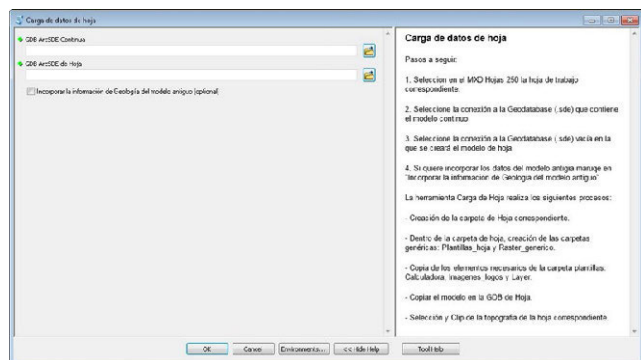 Carga de datos de hoja
GDB ArcSDE Continua
GDB ArcSDE de Hoja
Incorporar la información de Geología del modelo antiguo (optional)
Carga de datos de hoja
Pasos a seguir:
1. Seleccion en el MXD Hojas 250 la hoja de trabajo
correspondiente
2. Seleccione la conexión a la Geodatabase (.sde) que contiene
el modelo continuo
3. Seleccione la conexión a la Geodatabase (.sde) vacía en la
que se creará el modelo de hoja
4. Si quiere incorporar los datos del modelo en
"Incorporar la información de Geología del modelo antiguo"
La herramienta Carga de Hoja realiza los siguientes procesos:
- Creación de la carpeta de Hoja correspondiente.
- Dentro de la carpeta de hoja, creación de las carpetas
genéricas: Plantillas_hoja y Raster_generico.
- Copia de los elementos necesarios de la carpeta plantillas:
Calculadora, Imagenes_logos y Layer.
- Copiar el modelo en la GDB de Hoja.
- Selección y Clip de la topografía de la hoja correspondiente.
OK
Cancel
Environments...
<< Hide Help
Tool Help